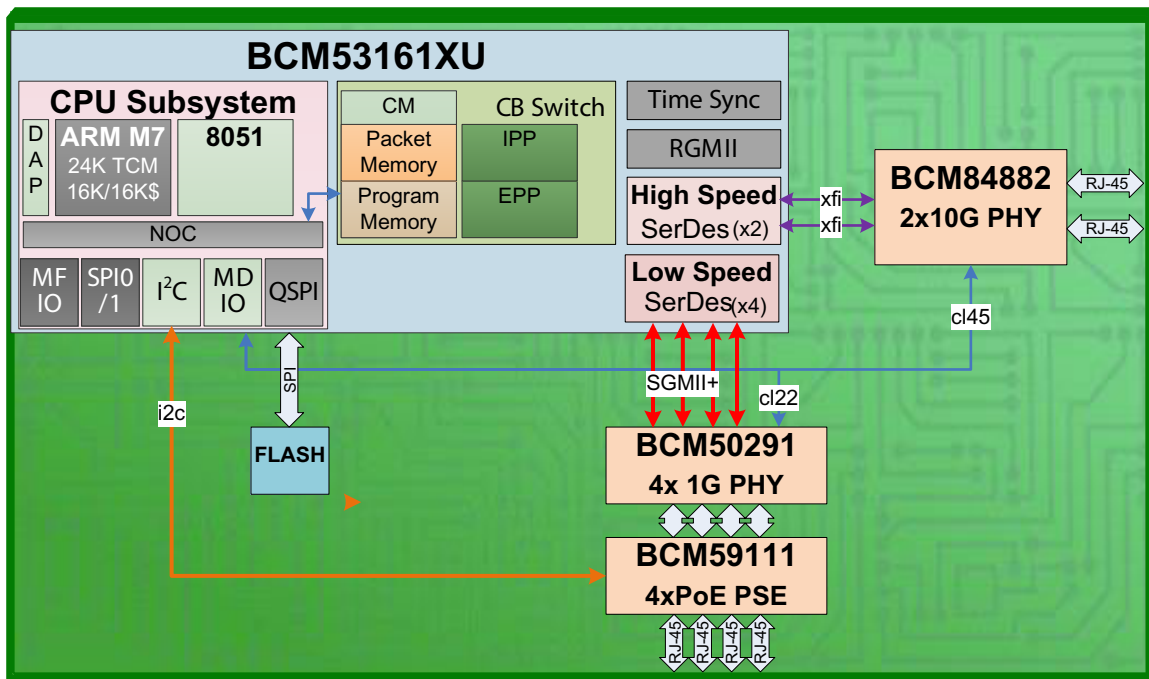 BCM53161XU
CPU Subsystem
D
A
P
ARM M7
24K TCM
16K/16K$
8051
NOC
MF
IO
SPI0
/1
I²C
MD
IO
QSPI
CM
Packet
Memory
Program
Memory
CB Switch
IPP
EPP
Time Sync
RGMII
High Speed
SerDes (x2)
Low Speed
SerDes(x4)
xfi
xfi
BCM84882
2x10G PHY
RJ-45
RJ-45
cl45
SPI
SGMII+
cl22
i2c
FLASH
BCM50291
4x 1G PHY
BCM59111
4xPoE PSE
RJ-45
RJ-45
RJ-45
RJ-45